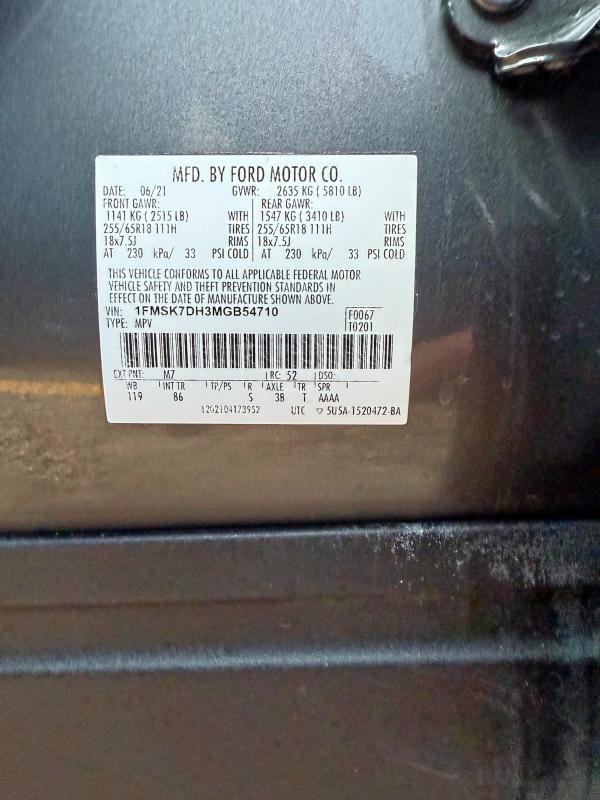 MFD. BY FORD MOTOR CO.
DATE: 06/21 GVWR: 2635 KG ( 5810 LB)
FRONT GAWR: REAR GAWR:
1141 KG ( 2515 LB) WITH 1547 KG ( 3410 LB) WITH
255/65R18 111H TIRES 255/65R18 111H TIRES
18x7.5J RIMS 18x7.5J RIMS
AT 230 kPa/ 33 PSI COLD AT 230 kPa/ 33 PSI COLD
THIS VEHICLE CONFORMS TO ALL APPLICABLE FEDERAL MOTOR
VEHICLE SAFETY AND THEFT PREVENTION STANDARDS IN
EFFECT ON THE DATE OF MANUFACTURE SHOWN ABOVE.
VIN: 1FMSK7DH3MGB54710 F0067
TYPE: MPV T0201
EXT PNT: M7 RC: 52 DSO:
WB INT TR TP/PS R AXLE TR SPR
119 86 S 3B T AAAA
1202104173952 UTC ▽ 5U5A-1520472-BA